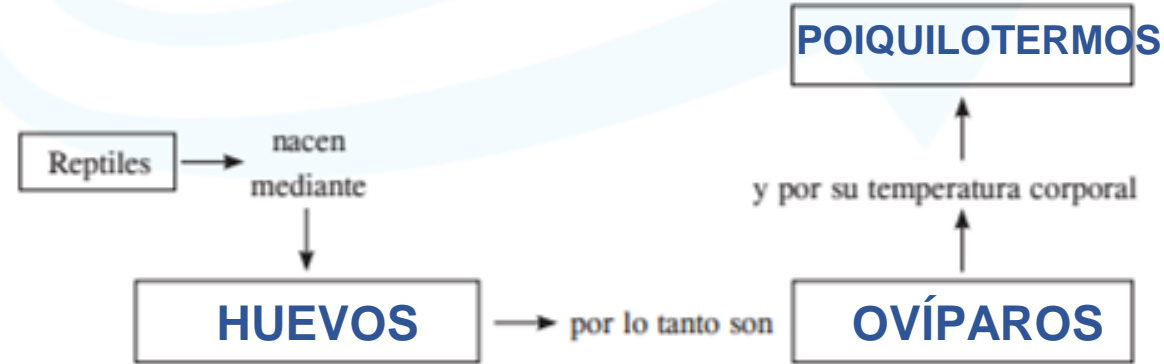 Reptiles
nacen
mediante
HUEVOS
por lo tanto son
OVÍPAROS
y por su temperatura corporal
POIQUILOTERMOS